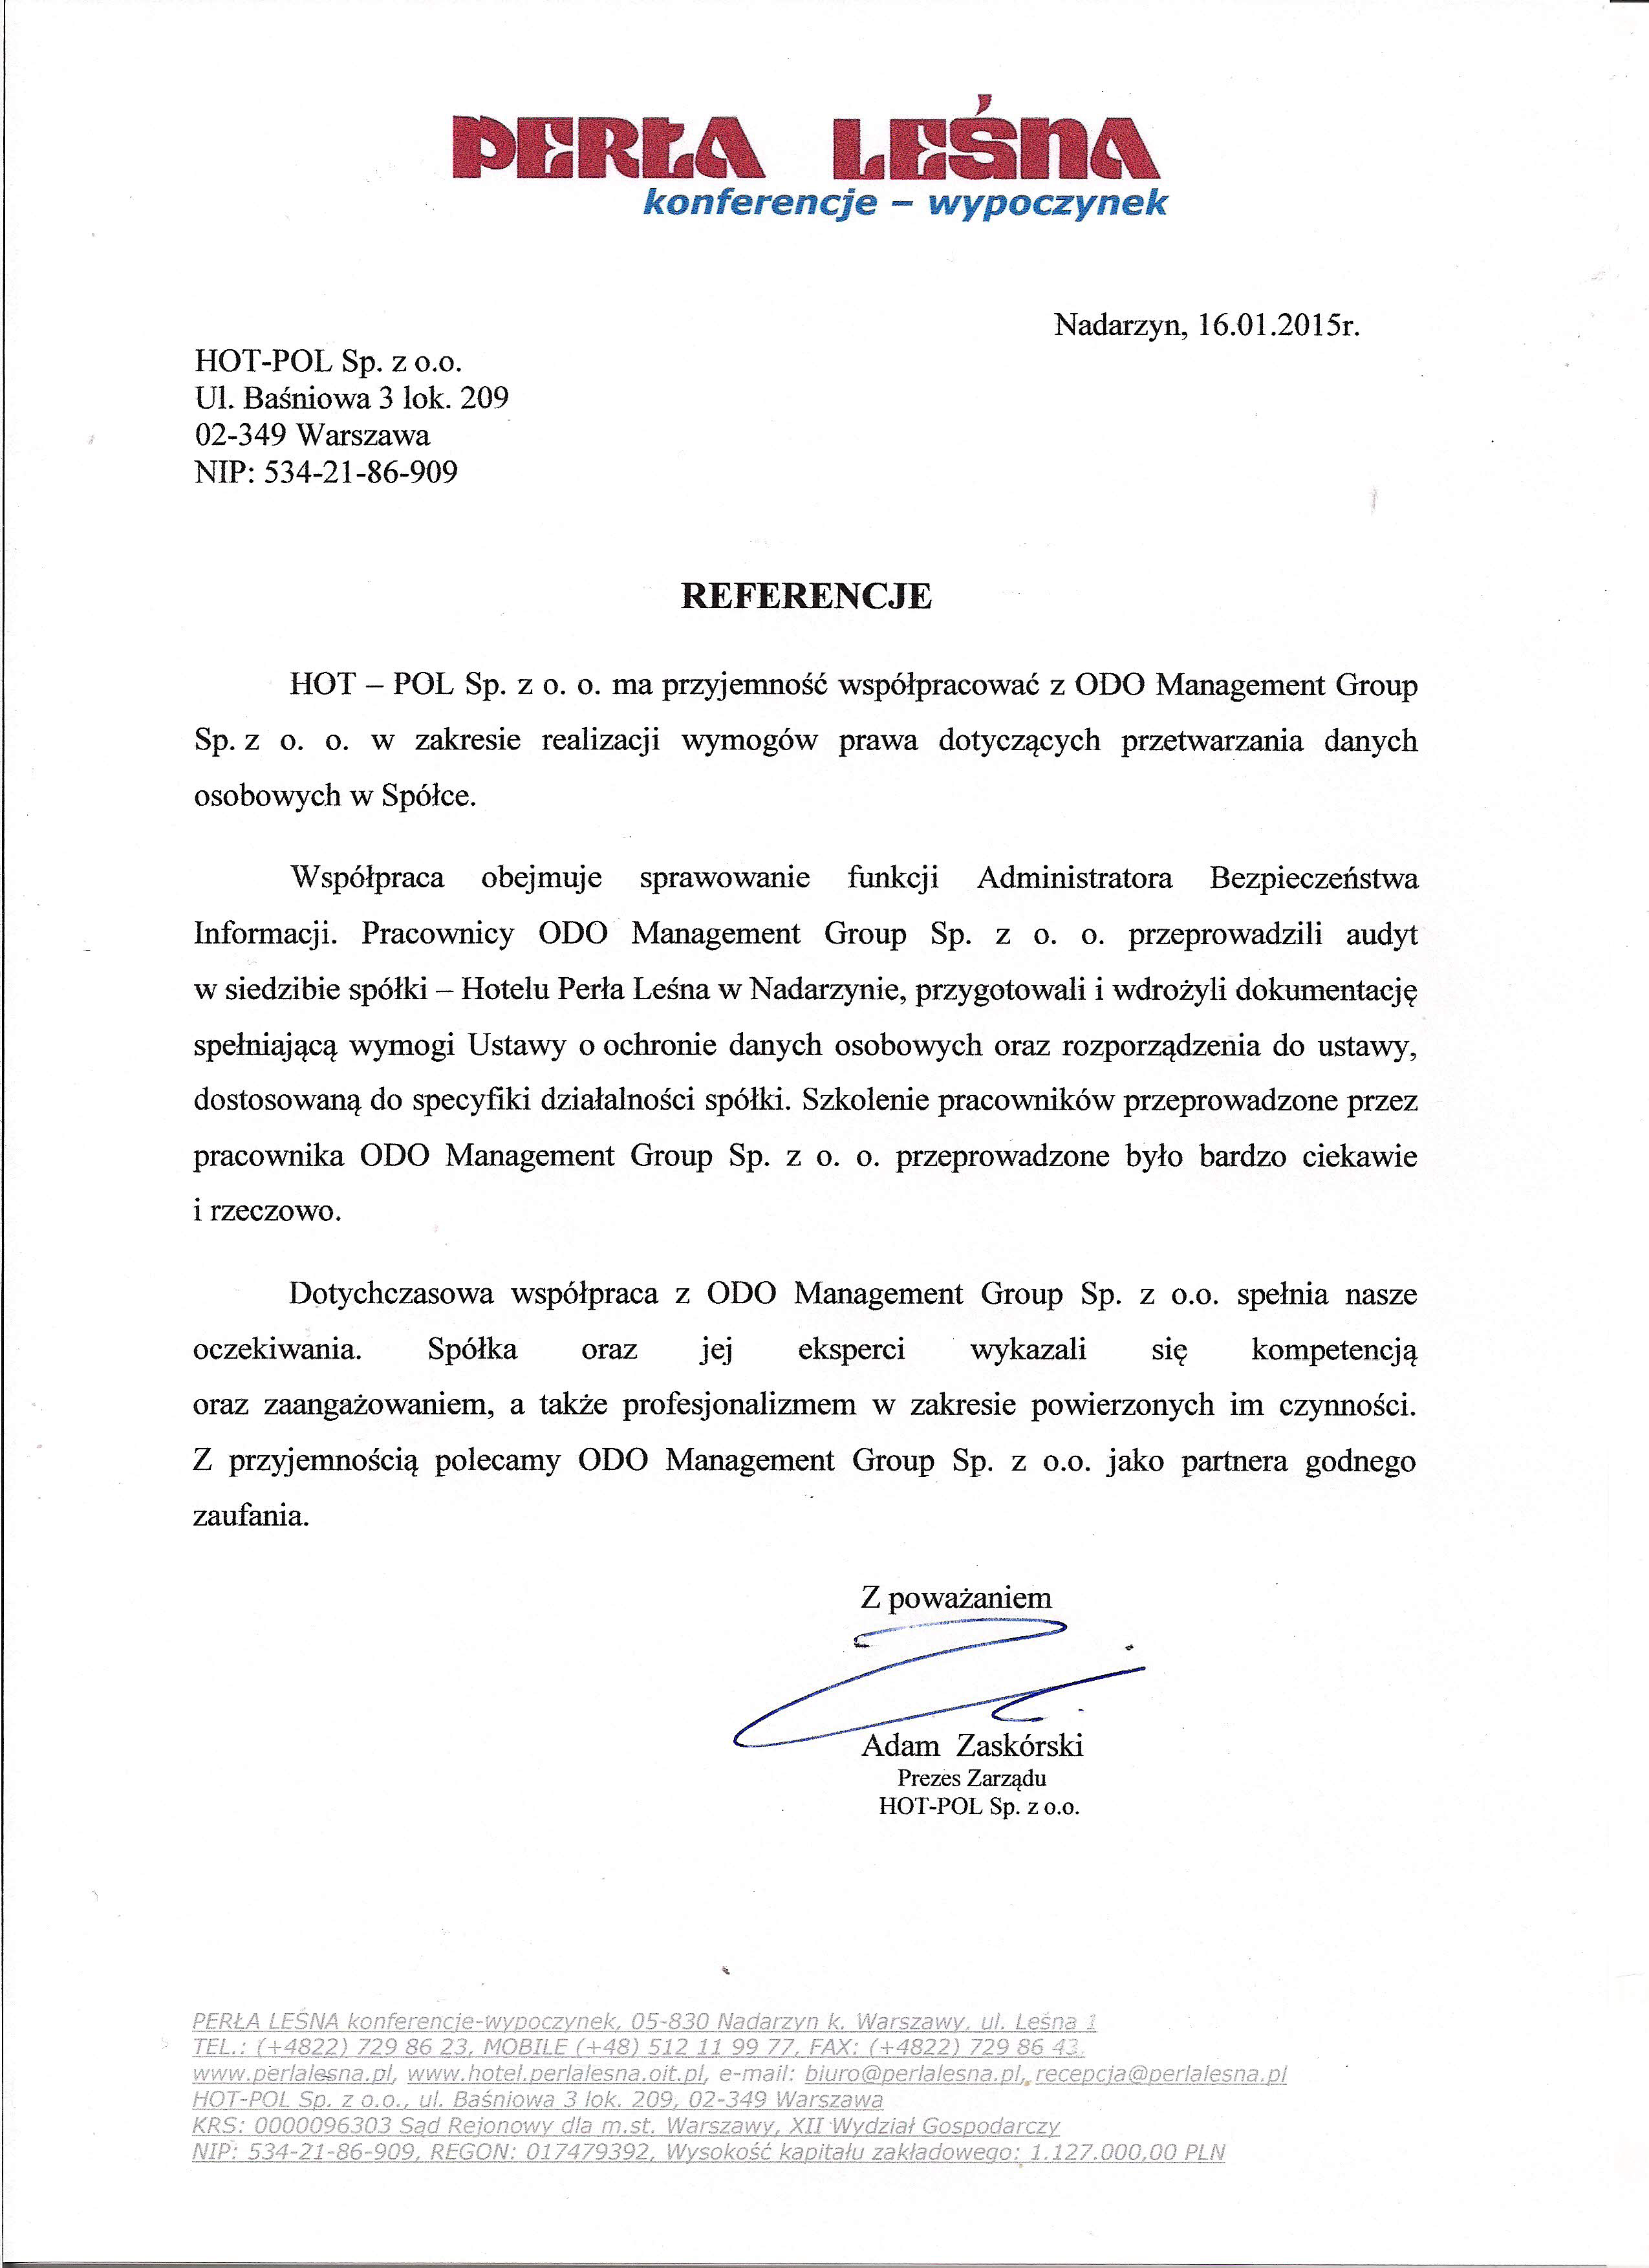 PERŁA LEŚNA
konferencje – wypoczynek
Nadarzyn, 16.01.2015r.
HOT-POL Sp. z o.o.
Ul. Baśniowa 3 lok. 209
02-349 Warszawa
NIP: 534-21-86-909
REFERENCJE
HOT – POL Sp. z o. o. ma przyjemność współpracować z ODO Management Group
Sp. z o. o. w zakresie realizacji wymogów prawa dotyczących przetwarzania danych
osobowych w Spółce.
Współpraca obejmuje sprawowanie funkcji Administratora Bezpieczeństwa
Informacji. Pracownicy ODO Management Group Sp. z o. o. przeprowadzili audyt
w siedzibie spółki – Hotelu Perła Leśna w Nadarzynie, przygotowali i wdrożyli dokumentację
spełniającą wymogi Ustawy o ochronie danych osobowych oraz rozporządzenia do ustawy,
dostosowaną do specyfiki działalności spółki. Szkolenie pracowników przeprowadzone przez
pracownika ODO Management Group Sp. z o. o. przeprowadzone było bardzo ciekawie
i rzeczowo.
Dotychczasowa współpraca z ODO Management Group Sp. z o.o. spełnia nasze
oczekiwania. Spółka oraz jej eksperci wykazali się kompetencją
oraz zaangażowaniem, a także profesjonalizmem w zakresie powierzonych im czynności.
Z przyjemnością polecamy ODO Management Group Sp. z o.o. jako partnera godnego
zaufania.
Z poważaniem
Adam Zaskórski
Prezes Zarządu
HOT-POL Sp. z o.o.
PERŁA LEŚNA konferencje-wypoczynek, 05-830 Nadarzyn k. Warszawy, ul. Leśna 1
TEL.: (+4822) 729 86 23, MOBILE (+48) 512 11 99 77, FAX: (+4822) 729 86 43,
www.perlalesna.pl, www.hotel.perlalesna.oit.pl, e-mail: biuro@perlalesna.pl, recepcja@perlalesna.pl
HOT-POL Sp. z o.o., ul. Baśniowa 3 lok. 209, 02-349 Warszawa
KRS: 0000096303 Sąd Rejonowy dla m.st. Warszawy, XII Wydział Gospodarczy
NIP: 534-21-86-909, REGON: 017479392, Wysokość kapitału zakładowego: 1.127.000,00 PLN